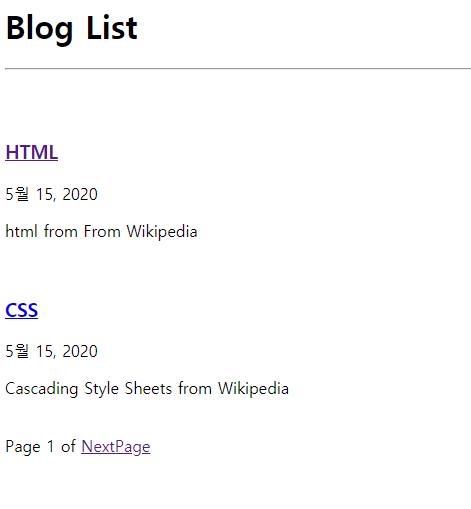 Blog List
HTML
5월 15, 2020
html from From Wikipedia
CSS
5월 15, 2020
Cascading Style Sheets from Wikipedia
Page 1 of NextPage